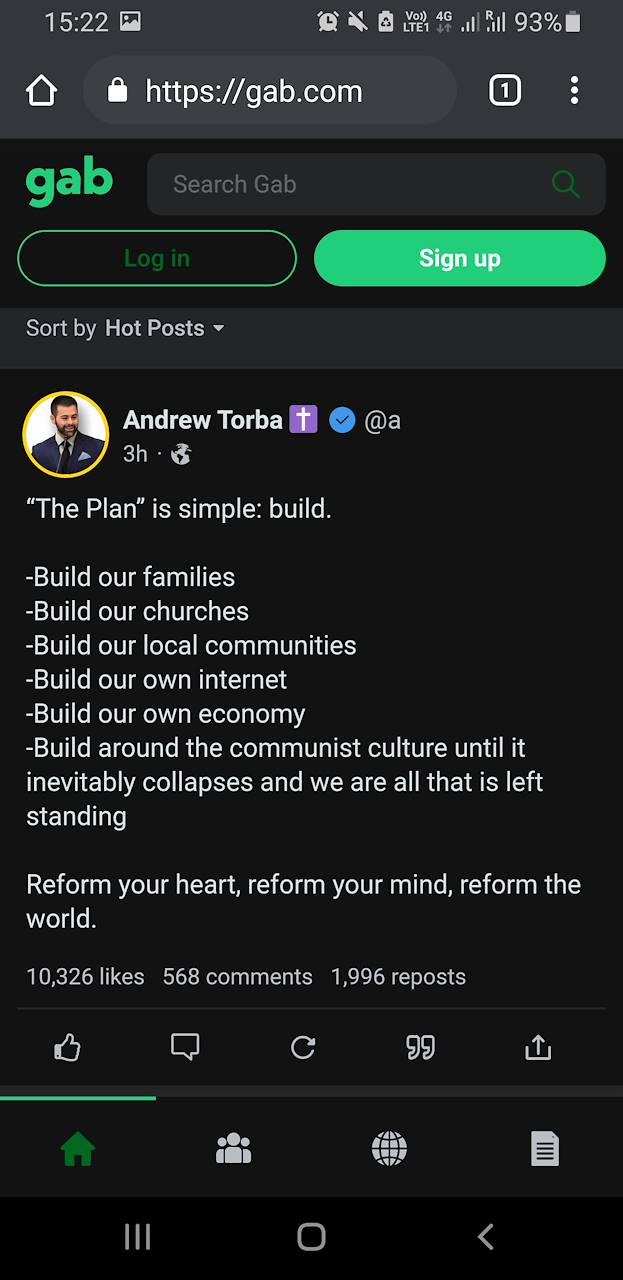 15:22 Vo)) LTE1 4G R 93%
https://gab.com 1
gab Search Gab
Log in Sign up
Sort by Hot Posts
Andrew Torba ✝️ @a
3h ·
“The Plan” is simple: build.
-Build our families
-Build our churches
-Build our local communities
-Build our own internet
-Build our own economy
-Build around the communist culture until it
inevitably collapses and we are all that is left
standing
Reform your heart, reform your mind, reform the
world.
10,326 likes 568 comments 1,996 reposts